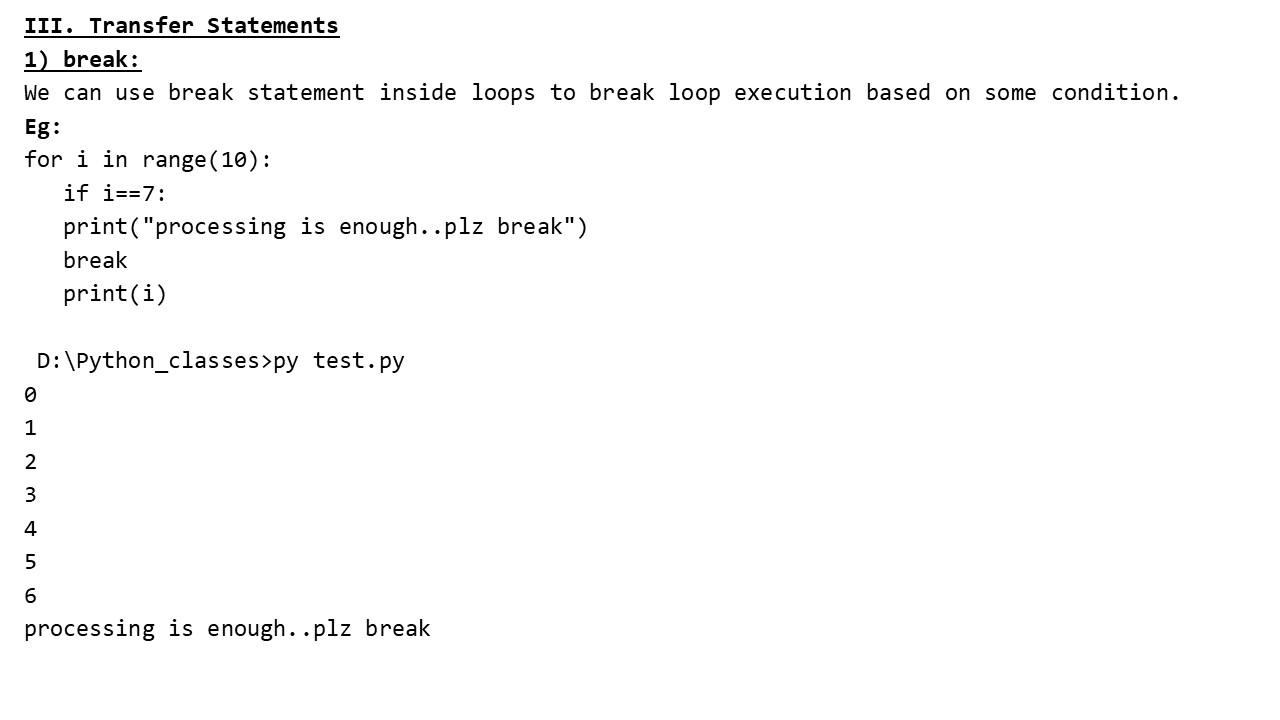 III. Transfer Statements
1) break:
We can use break statement inside loops to break loop execution based on some condition.
Eg:
for i in range(10):
   if i==7:
   print("processing is enough..plz break")
   break
   print(i)

 D:\Python_classes>py test.py
0
1
2
3
4
5
6
processing is enough..plz break